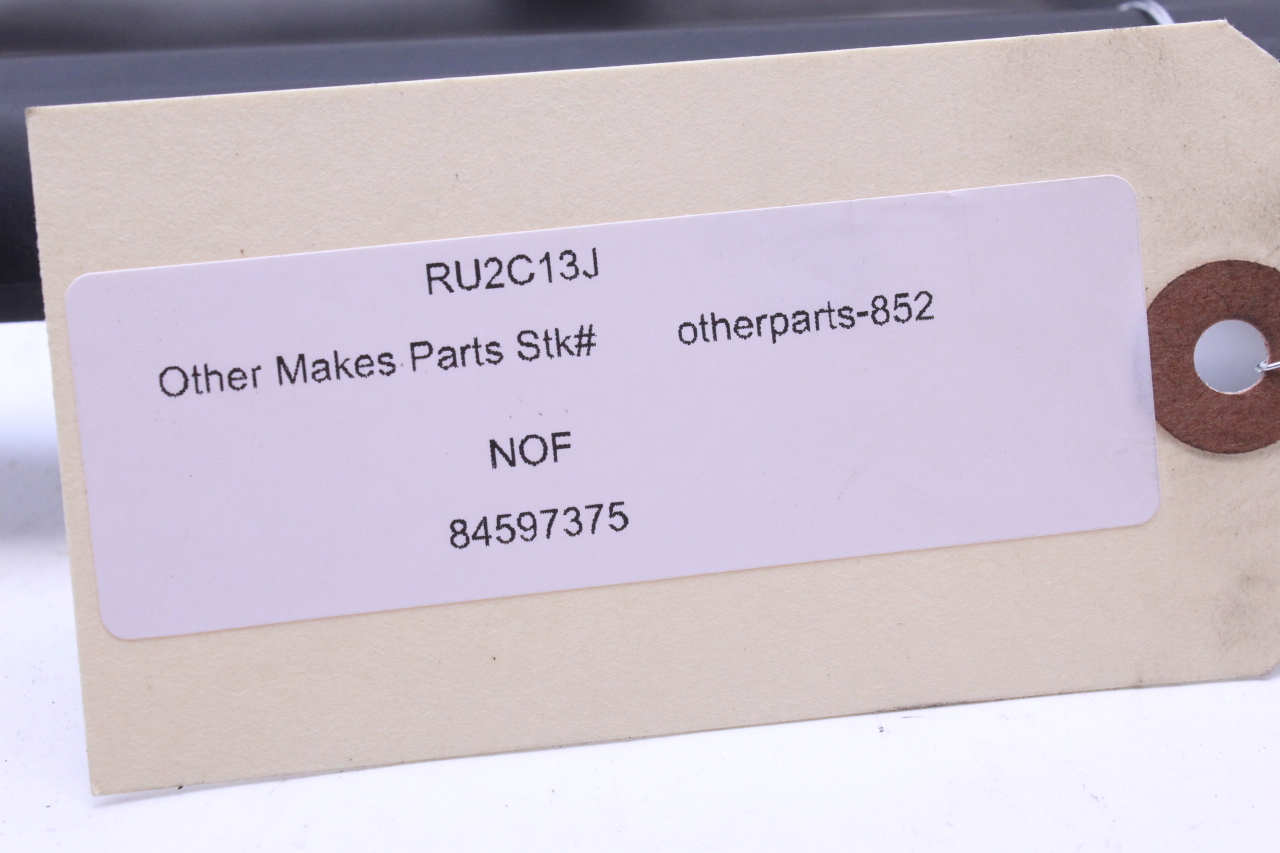 RU2C13J
Other Makes Parts Stk# otherparts-852
NOF
84597375